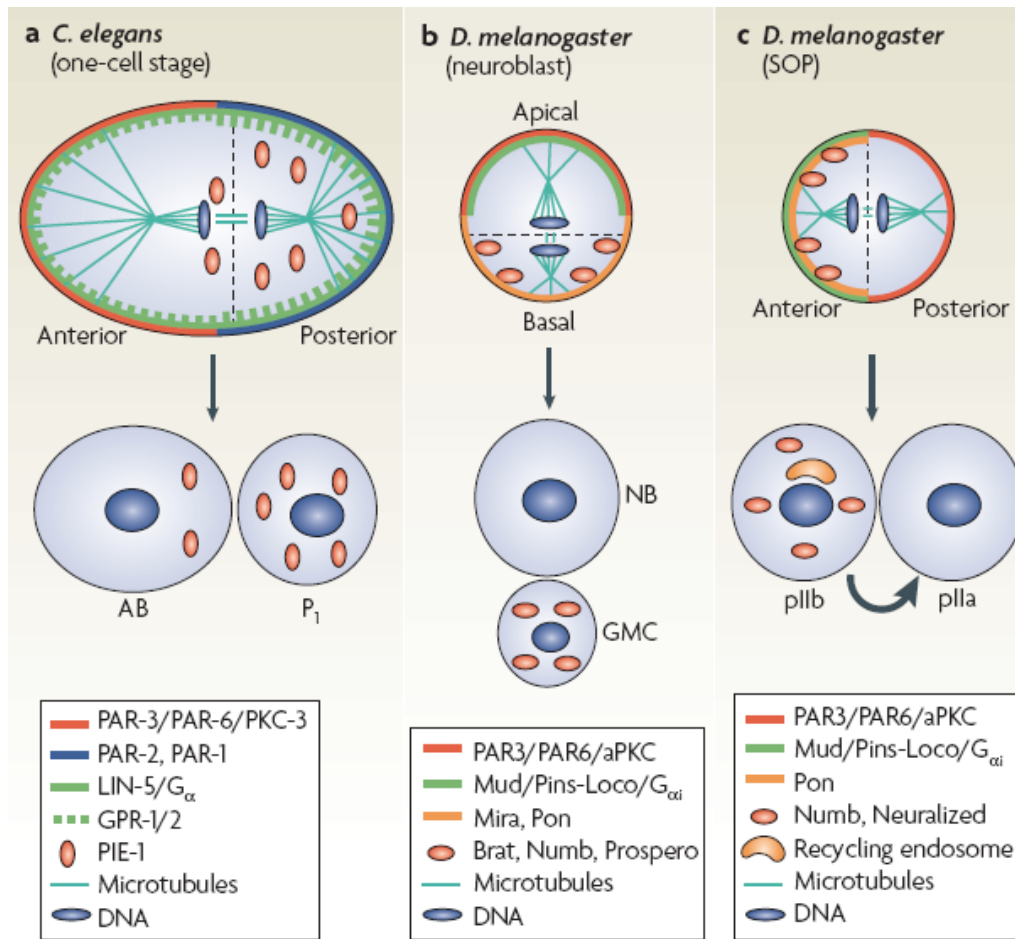 a C. elegans
(one-cell stage)
Anterior
Posterior
AB
P1
PAR-3/PAR-6/PKC-3
PAR-2, PAR-1
LIN-5/Gα
GPR-1/2
PIE-1
Microtubules
DNA
b D. melanogaster
(neuroblast)
Apical
Basal
NB
GMC
PAR3/PAR6/aPKC
Mud/Pins-Loco/Gαi
Mira, Pon
Brat, Numb, Prospero
Microtubules
DNA
c D. melanogaster
(SOP)
Anterior
Posterior
pIIb
pIIa
PAR3/PAR6/aPKC
Mud/Pins-Loco/Gαi
Pon
Numb, Neuralized
Recycling endosome
Microtubules
DNA